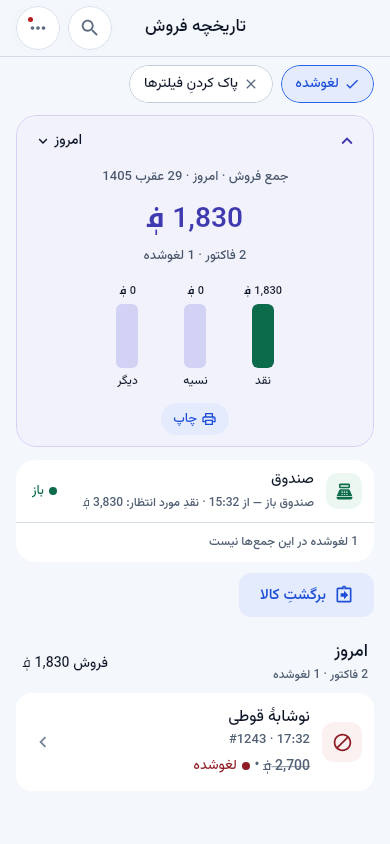 تاریخچه فروش
لغوشده
پاک کردنِ فیلترها
امروز
جمع فروش · امروز · 29 عقرب 1405
1,830 ؋
2 فاکتور · 1 لغوشده
1,830 ؋
0 ؋
0 ؋
نقد
نسیه
دیگر
چاپ
صندوق
صندوق باز — از 15:32 · نقدِ مورد انتظار: 3,830 ؋
باز
1 لغوشده در این جمع‌ها نیست
برگشتِ کالا
امروز
فروش 1,830 ؋
2 فاکتور · 1 لغوشده
نوشابهٔ قوطی
#1243 · 17:32
2,700 ؋ • لغوشده